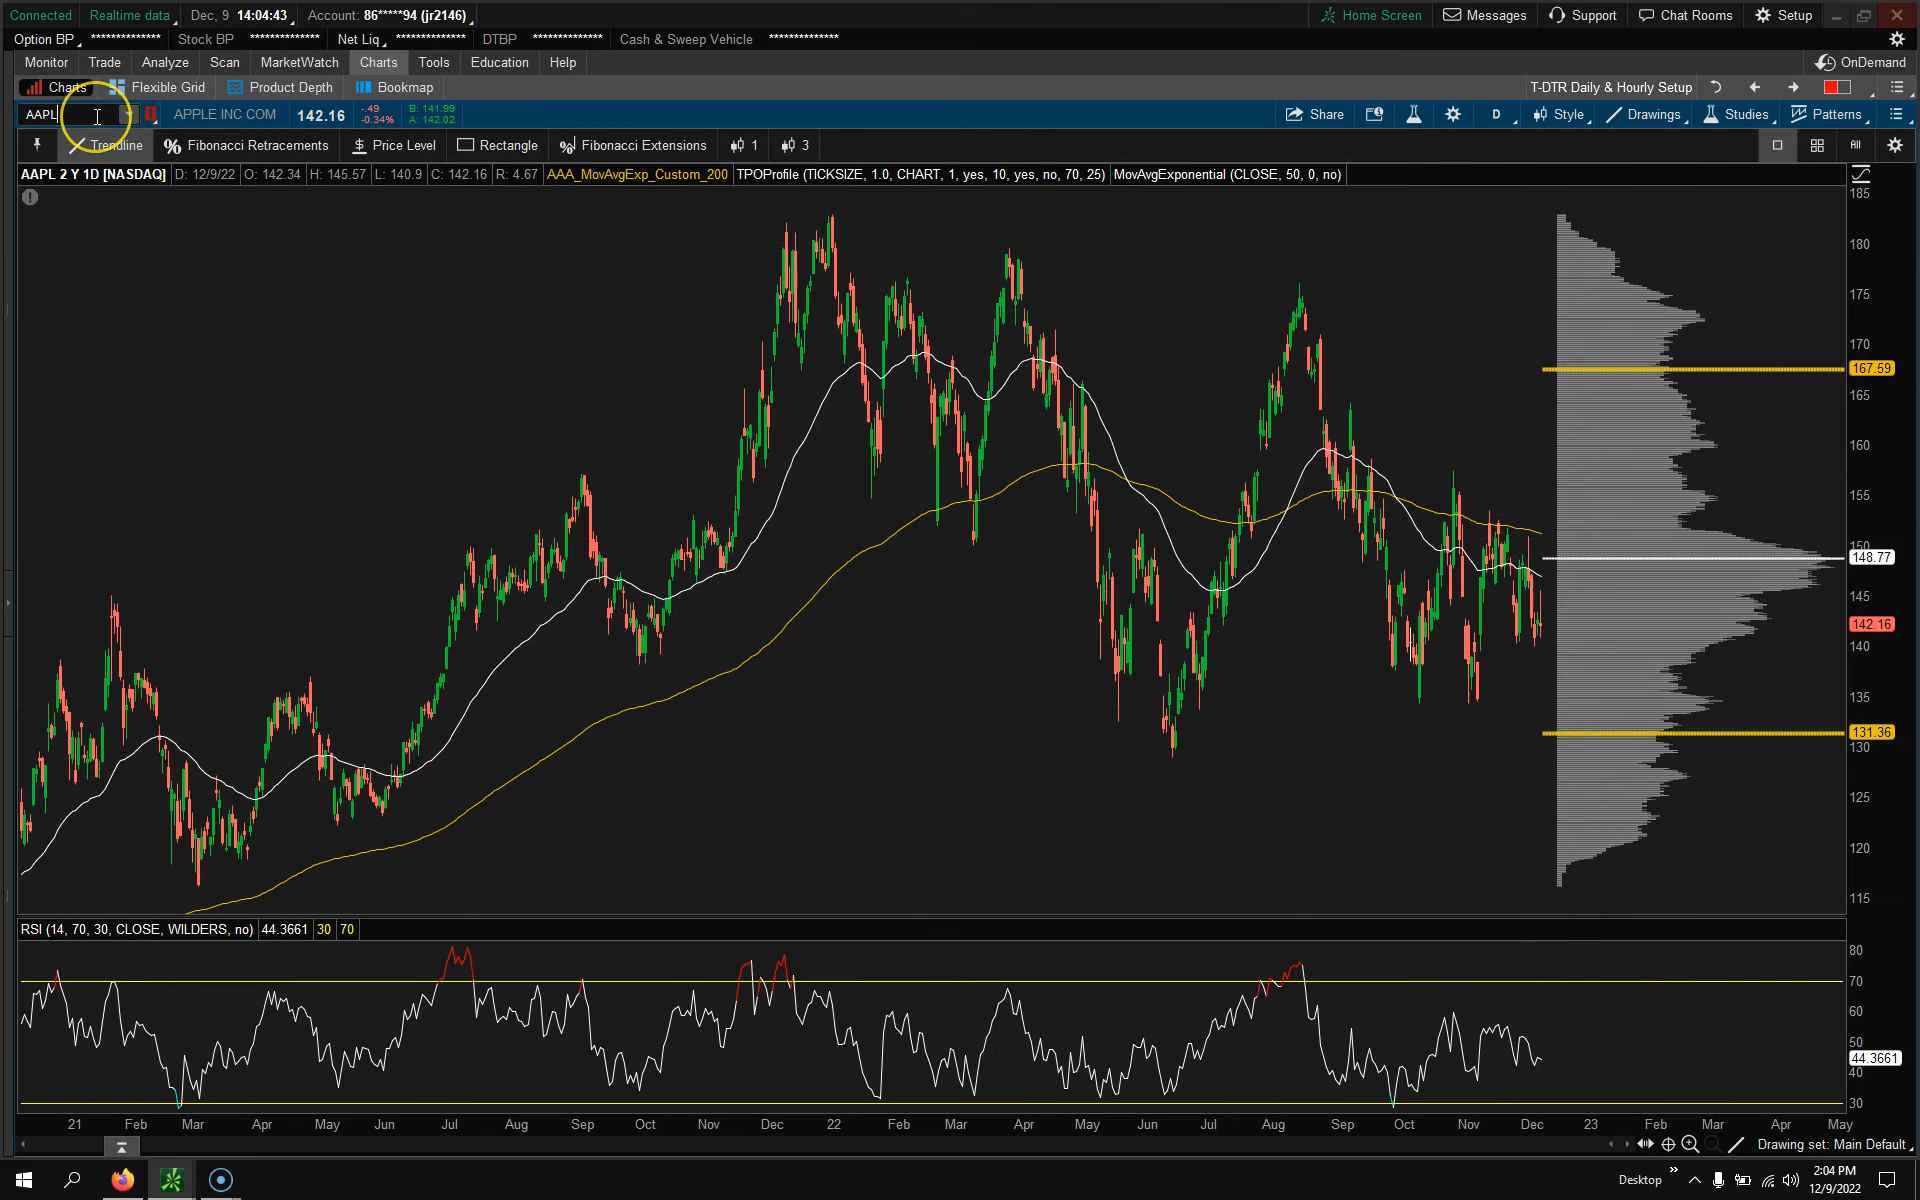 Connected Realtime data Dec, 9 14:04:43 Account: 86*****94 (jr2146) Home Screen Messages Support Chat Rooms Setup
Option BP ************** Stock BP ************** Net Liq ************** DTBP ************** Cash & Sweep Vehicle **************
Monitor Trade Analyze Scan MarketWatch Charts Tools Education Help OnDemand
Charts Flexible Grid Product Depth Bookmap T-DTR Daily & Hourly Setup
AAPL 1 APPLE INC COM 142.16 -.49 B: 141.99 Share D Style Drawings Studies Patterns
-0.34% A: 142.02
Trendline Fibonacci Retracements Price Level Rectangle Fibonacci Extensions 1 3 All
AAPL 2 Y 1D [NASDAQ] D: 12/9/22 O: 142.34 H: 145.57 L: 140.9 C: 142.16 R: 4.67 AAA_MovAvgExp_Custom_200 TPOProfile (TICKSIZE, 1.0, CHART, 1, yes, 10, yes, no, 70, 25) MovAvgExponential (CLOSE, 50, 0, no)
185
180
175
170
167.59
165
160
155
150
148.77
145
142.16
140
135
131.36
130
125
120
115
RSI (14, 70, 30, CLOSE, WILDERS, no) 44.3661 30 70
80
70
60
50
44.3661
40
30
21 Feb Mar Apr May Jun Jul Aug Sep Oct Nov Dec 22 Feb Mar Apr May Jun Jul Aug Sep Oct Nov Dec 23 Feb Mar Apr May
Drawing set: Main Default
Desktop 2:04 PM
12/9/2022